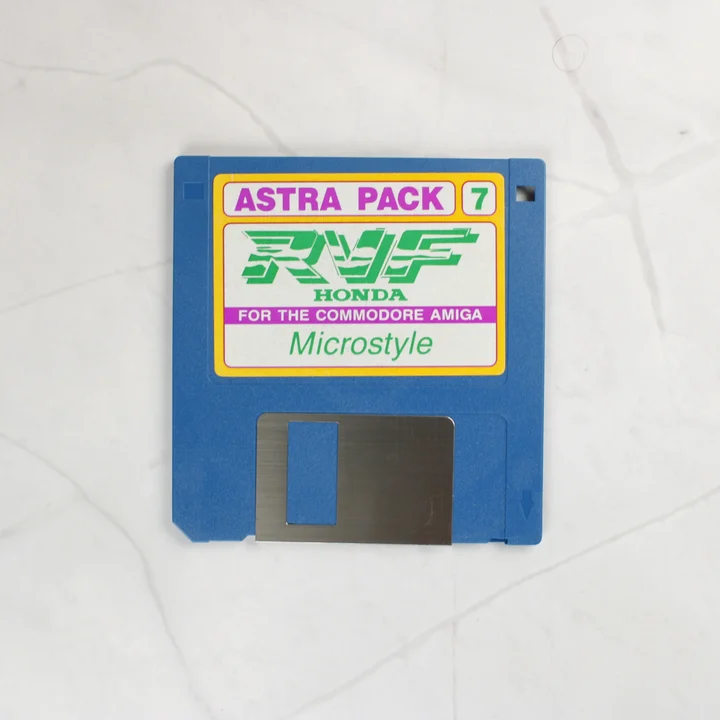 ASTRA PACK 7
RVF
HONDA
FOR THE COMMODORE AMIGA
Microstyle